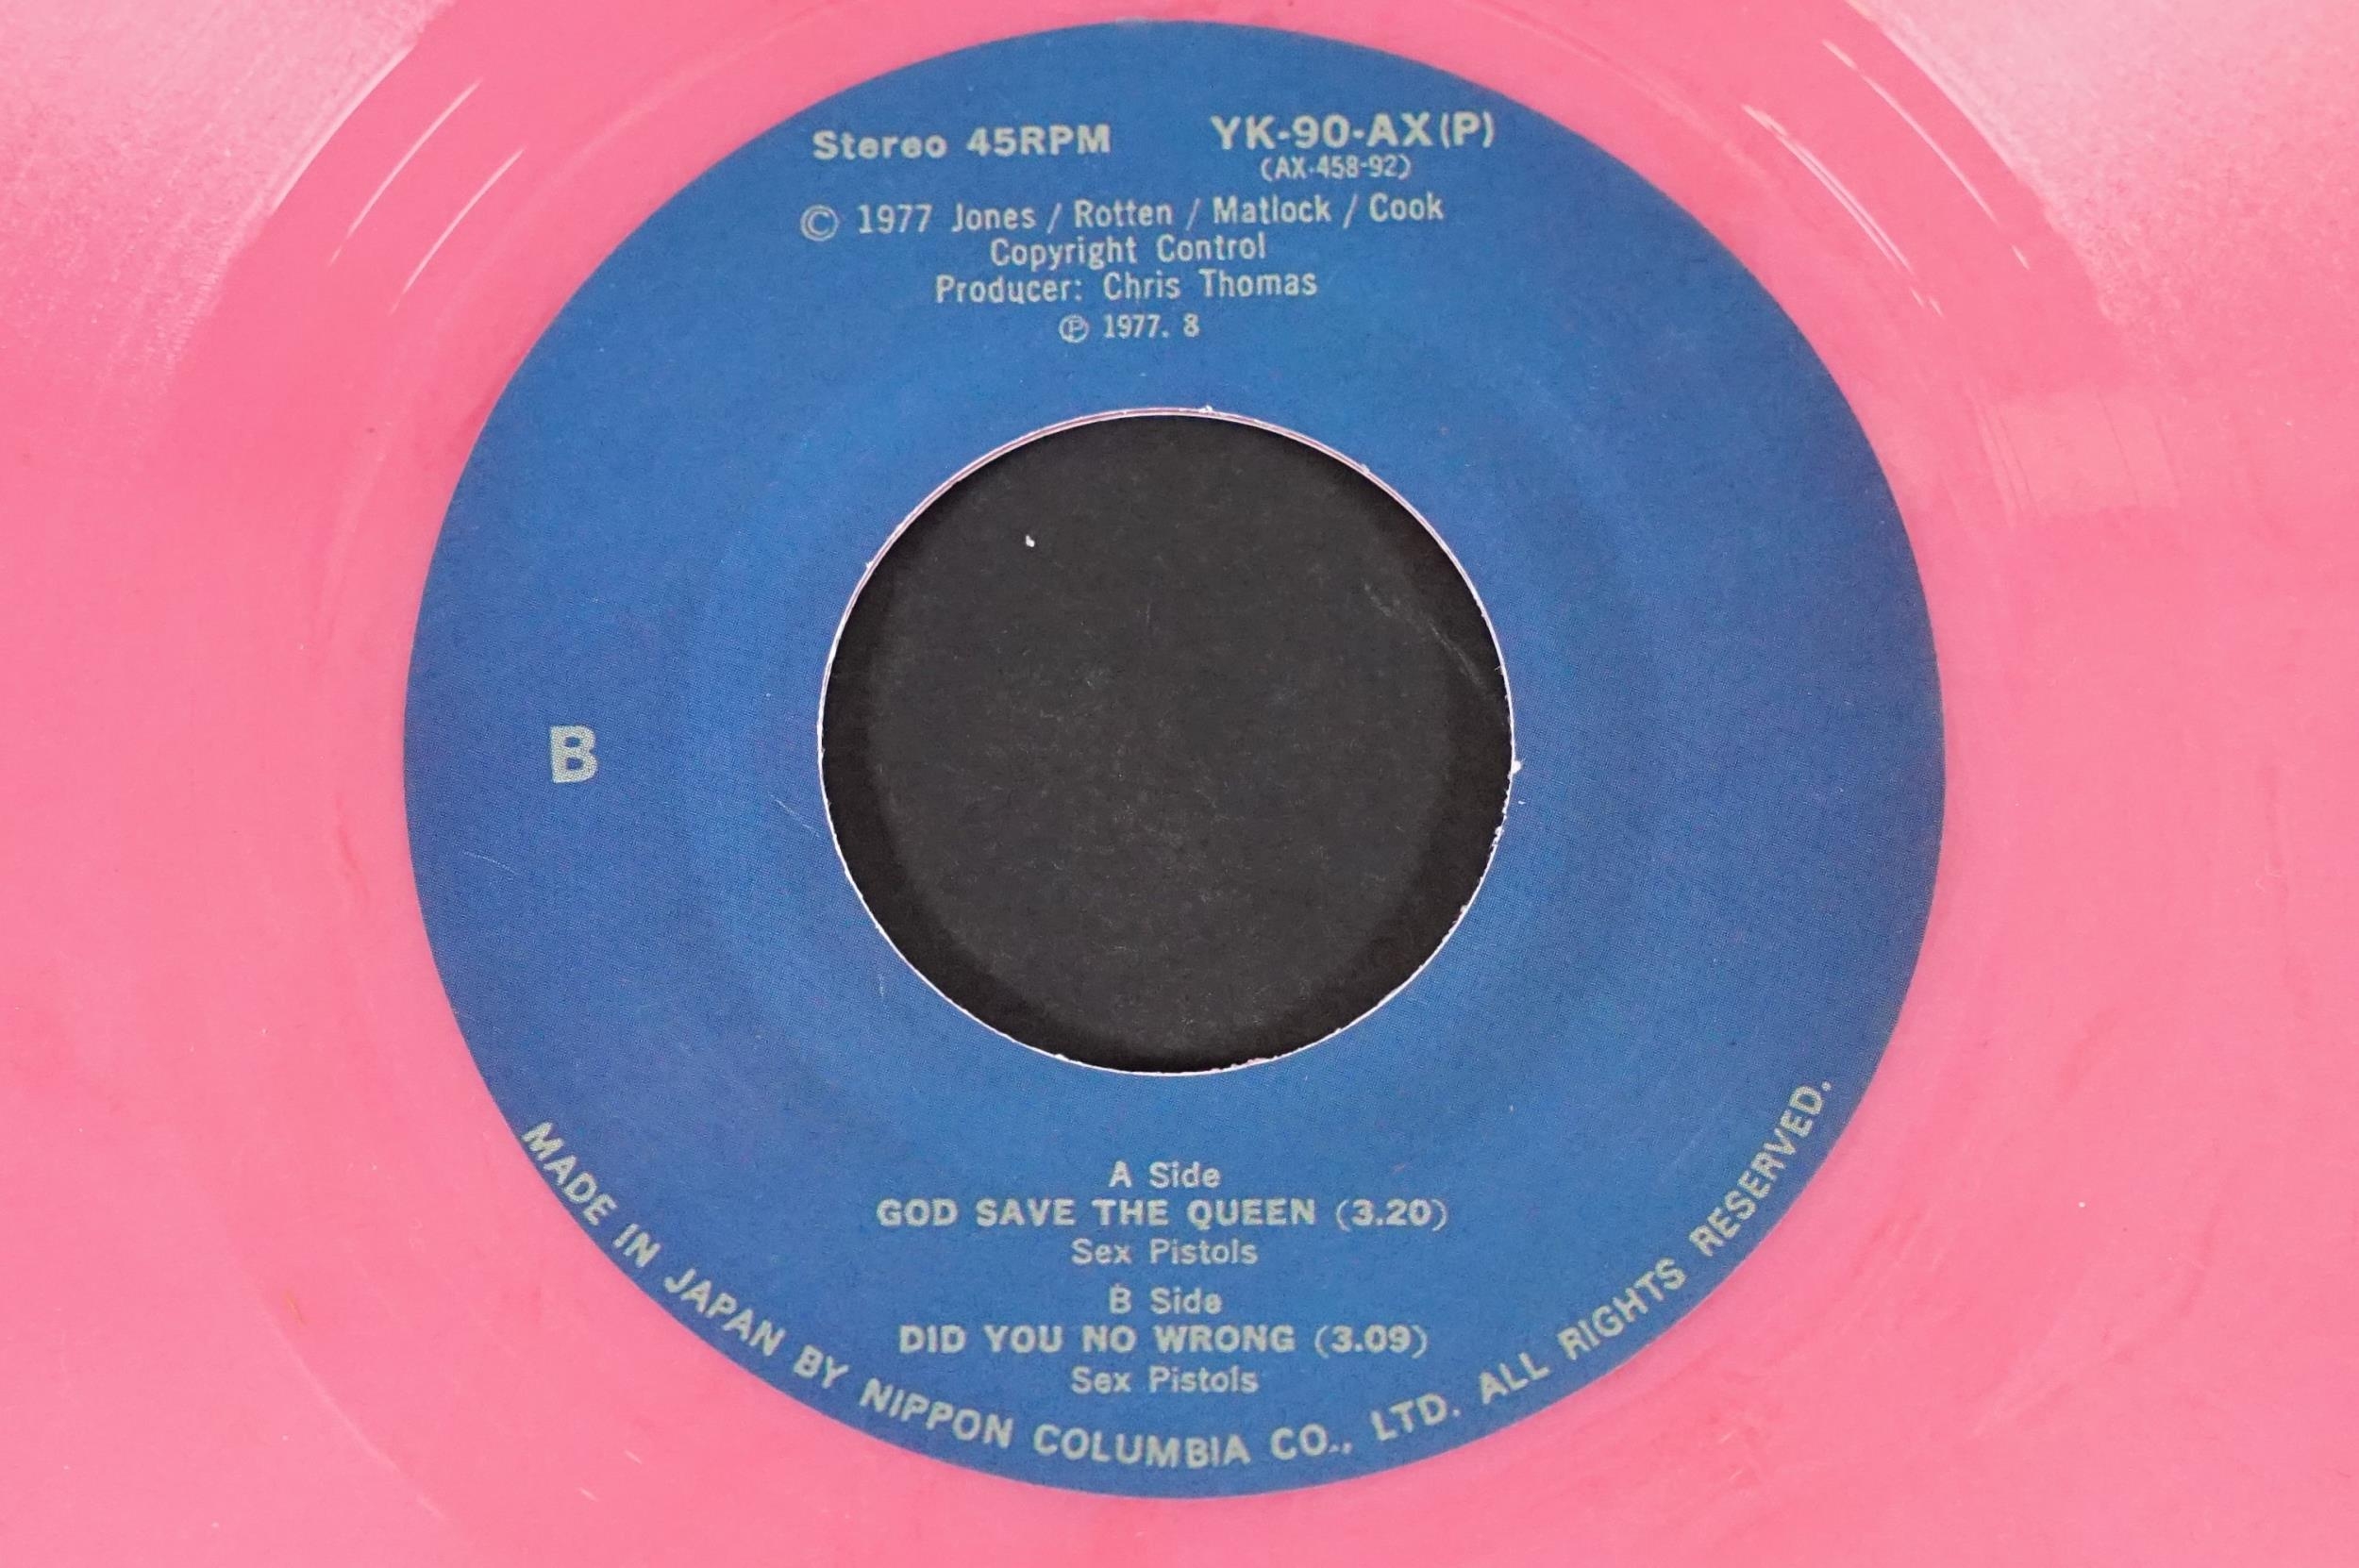 Stereo 45RPM YK-90-AX(P)
(AX-458-92)
© 1977 Jones / Rotten / Matlock / Cook
Copyright Control
Producer: Chris Thomas
℗ 1977. 8
B
A Side
GOD SAVE THE QUEEN (3.20)
Sex Pistols
B Side
DID YOU NO WRONG (3.09)
Sex Pistols
MADE IN JAPAN BY NIPPON COLUMBIA CO., LTD. ALL RIGHTS RESERVED.